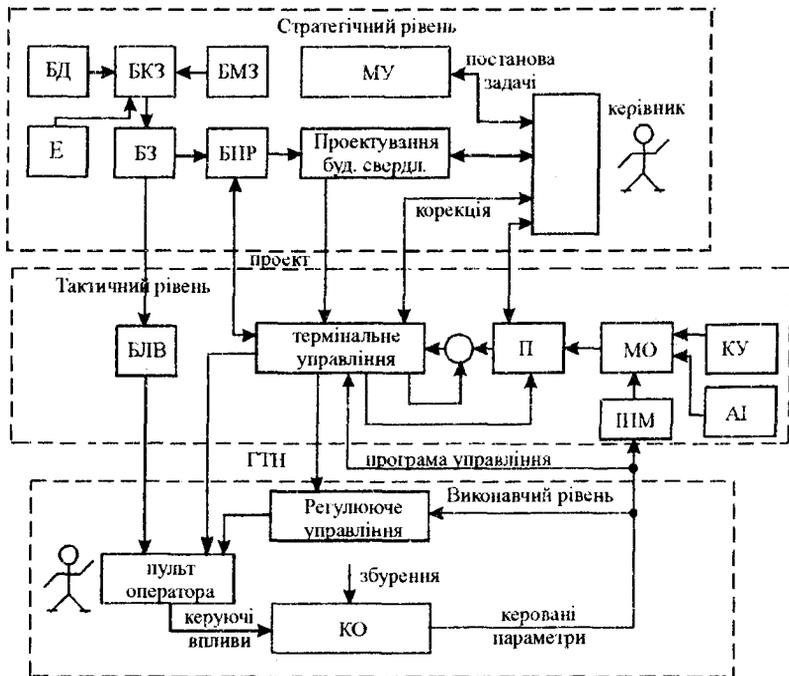 Стратегічний рівень
БД
БКЗ
БМЗ
МУ
постанова
задачі
керівник
Е
БЗ
БПР
Проектування
буд. свердл.
корекція
проект
Тактичний рівень
БЛВ
термінальне
управління
П
МО
КУ
АІ
ПІМ
ГТН
програма управління
Виконавчий рівень
Регулююче
управління
пульт
оператора
збурення
керуючі
впливи
КО
керовані
параметри